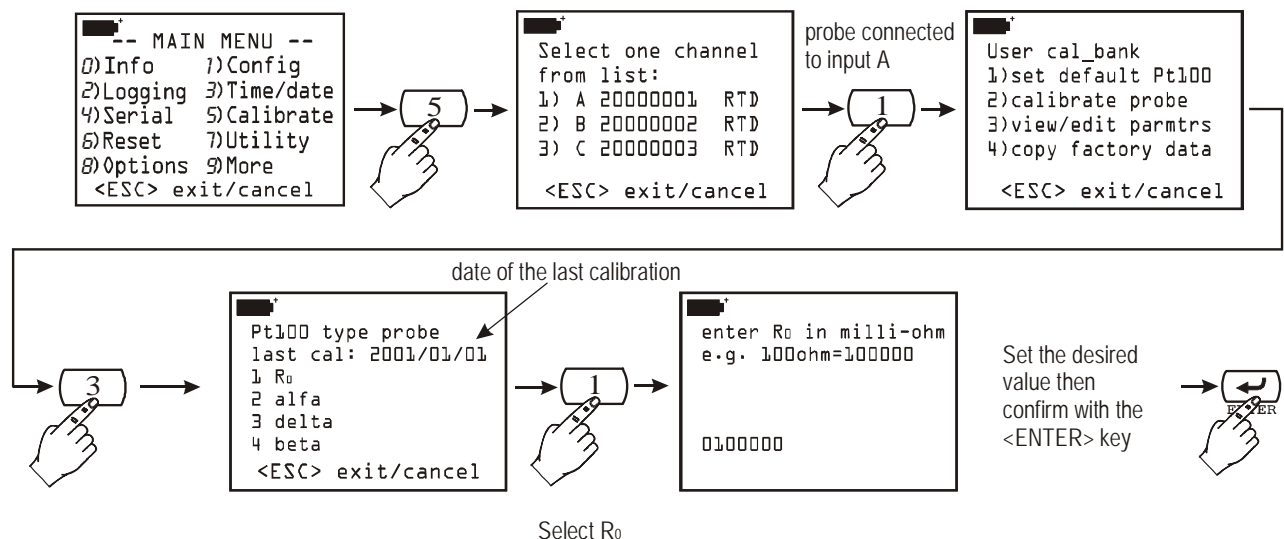 -- MAIN MENU --
0)Info 1)Config
2)Logging 3)Time/date
4)Serial 5)Calibrate
6)Reset 7)Utility
8)Options 9)More
<ESC> exit/cancel
5
Select one channel
from list:
1) A 20000001 RTD
2) B 20000002 RTD
3) C 20000003 RTD
<ESC> exit/cancel
probe connected
to input A
1
User cal_bank
1)set default Pt100
2)calibrate probe
3)view/edit parmtrs
4)copy factory data
<ESC> exit/cancel
3
date of the last calibration
Pt100 type probe
last cal: 2001/01/01
1 R0
2 alfa
3 delta
4 beta
<ESC> exit/cancel
1
Select R0
enter R0 in milli-ohm
e.g. 100ohm=100000
0100000
Set the desired
value then
confirm with the
<ENTER> key
ENTER